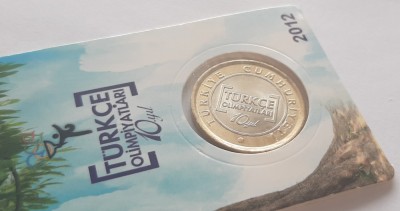 2012
TÜRKİYE CUMHURİYETİ
TÜRKÇE
OLİMPİYATLARI
10.yıl
TÜRKÇE
OLİMPİYATLARI
10.yıl